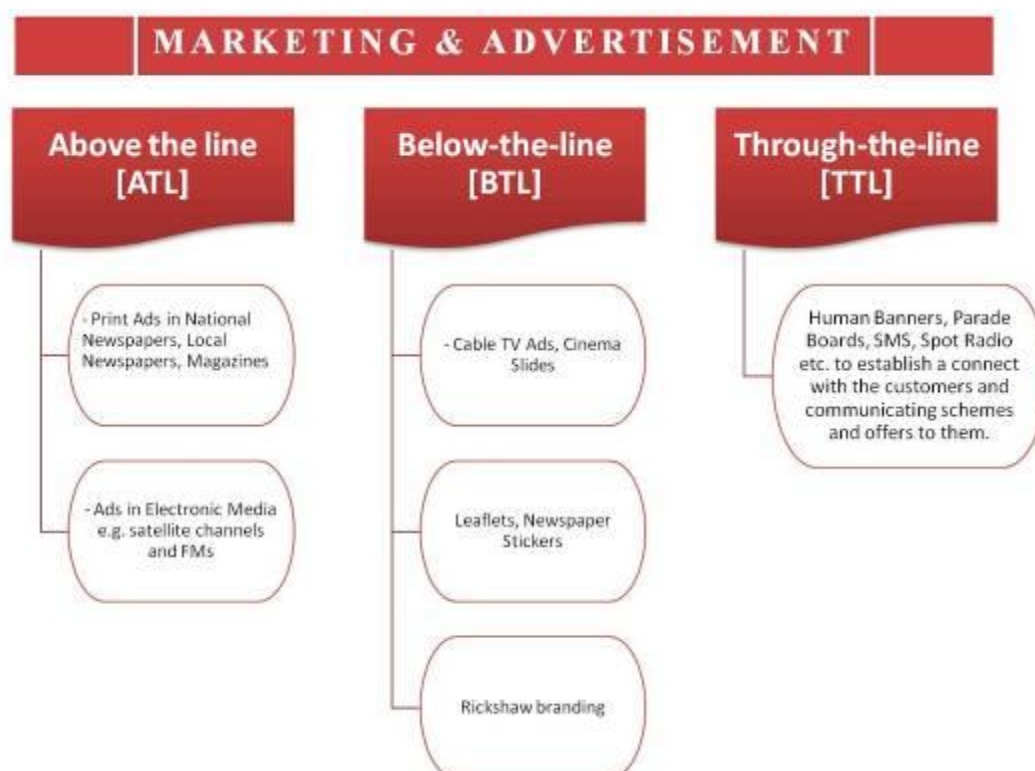 MARKETING & ADVERTISEMENT
Above the line
[ATL]
- Print Ads in National
Newspapers, Local
Newspapers, Magazines
- Ads in Electronic Media
e.g. satellite channels
and FMs
Below-the-line
[BTL]
- Cable TV Ads, Cinema
Slides
Leaflets, Newspaper
Stickers
Rickshaw branding
Through-the-line
[TTL]
Human Banners, Parade
Boards, SMS, Spot Radio
etc. to establish a connect
with the customers and
communicating schemes
and offers to them.